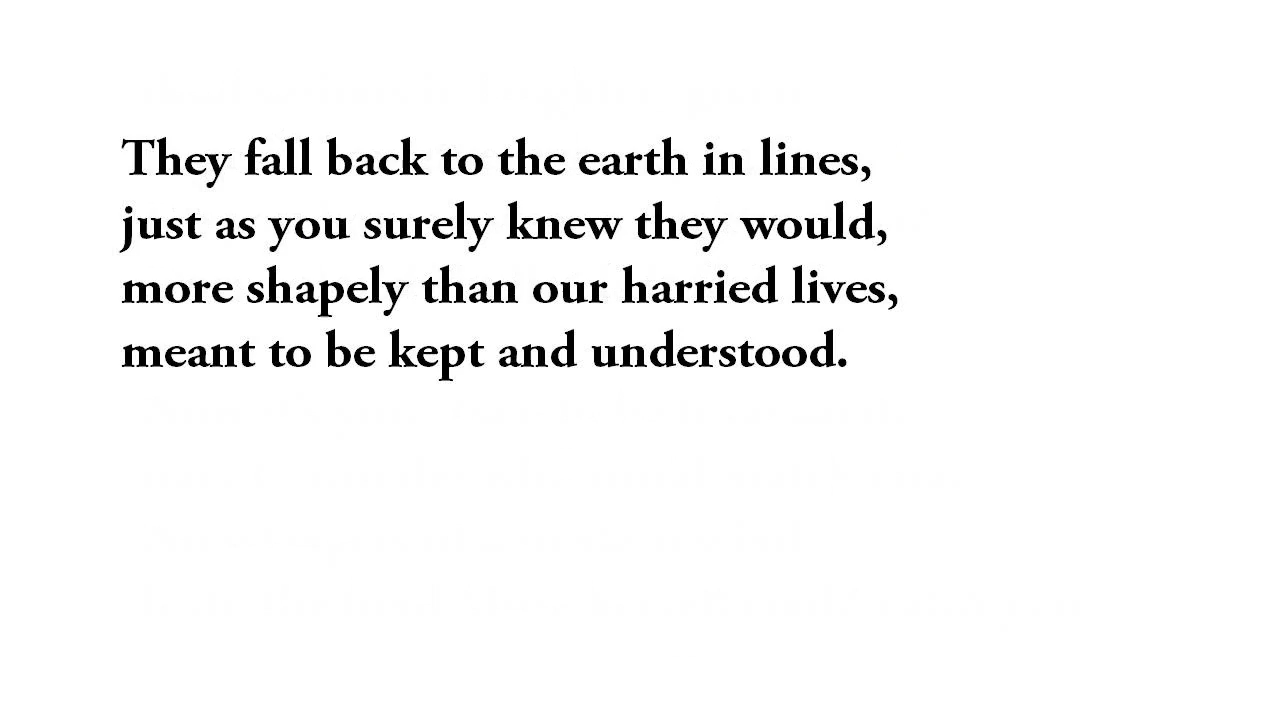 They fall back to the earth in lines,
just as you surely knew they would,
more shapely than our harried lives,
meant to be kept and understood.